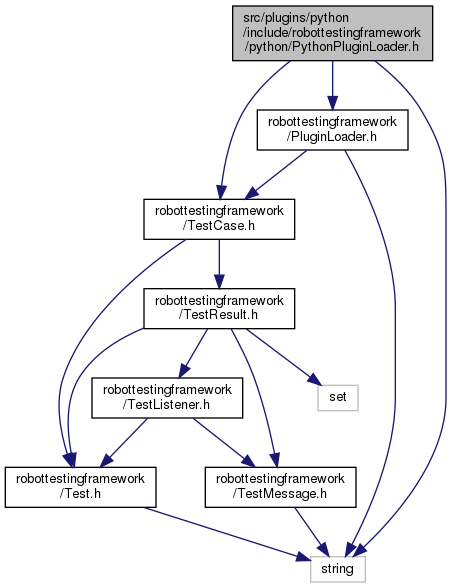 src/plugins/python
/include/robottestingframework
/python/PythonPluginLoader.h
robottestingframework
/PluginLoader.h
robottestingframework
/TestCase.h
robottestingframework
/TestResult.h
robottestingframework
/TestListener.h
set
robottestingframework
/Test.h
robottestingframework
/TestMessage.h
string